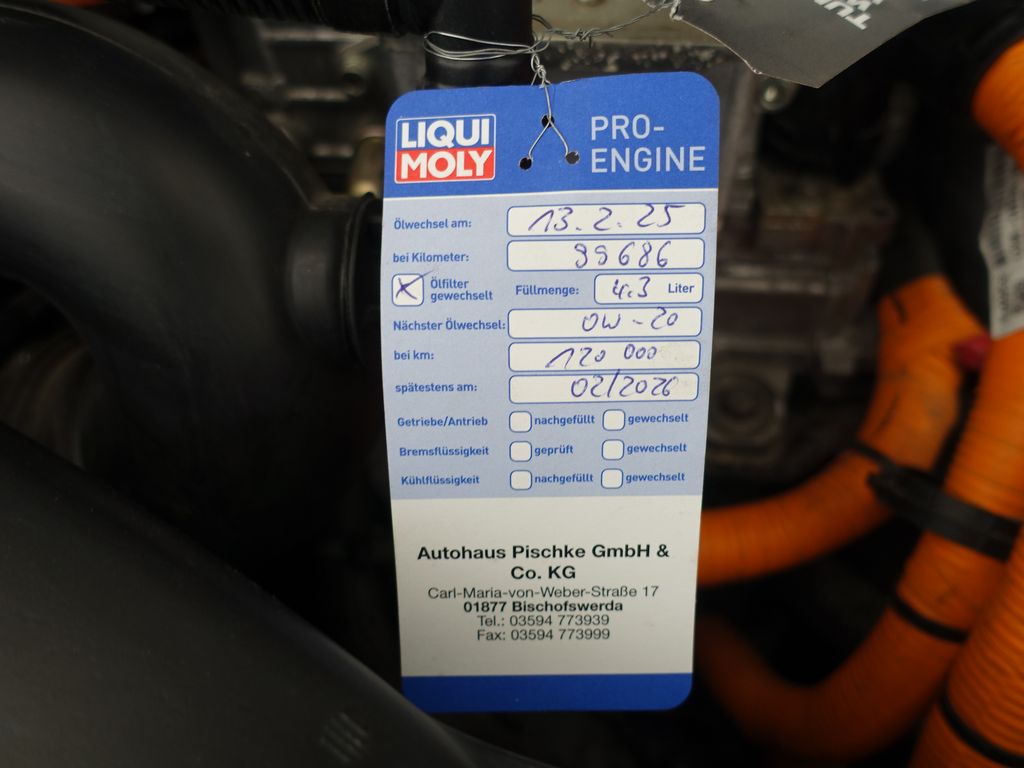 LIQUI
MOLY
PRO-
ENGINE
Ölwechsel am: 13.2.25
bei Kilometer: 99686
Ölfilter
gewechselt
Füllmenge: 4.3 Liter
Nächster Ölwechsel: 0W-20
bei km: 120 000
spätestens am: 02/2026
Getriebe/Antrieb nachgefüllt gewechselt
Bremsflüssigkeit geprüft gewechselt
Kühlflüssigkeit nachgefüllt gewechselt
Autohaus Pischke GmbH &
Co. KG
Carl-Maria-von-Weber-Straße 17
01877 Bischofswerda
Tel.: 03594 773939
Fax: 03594 773999